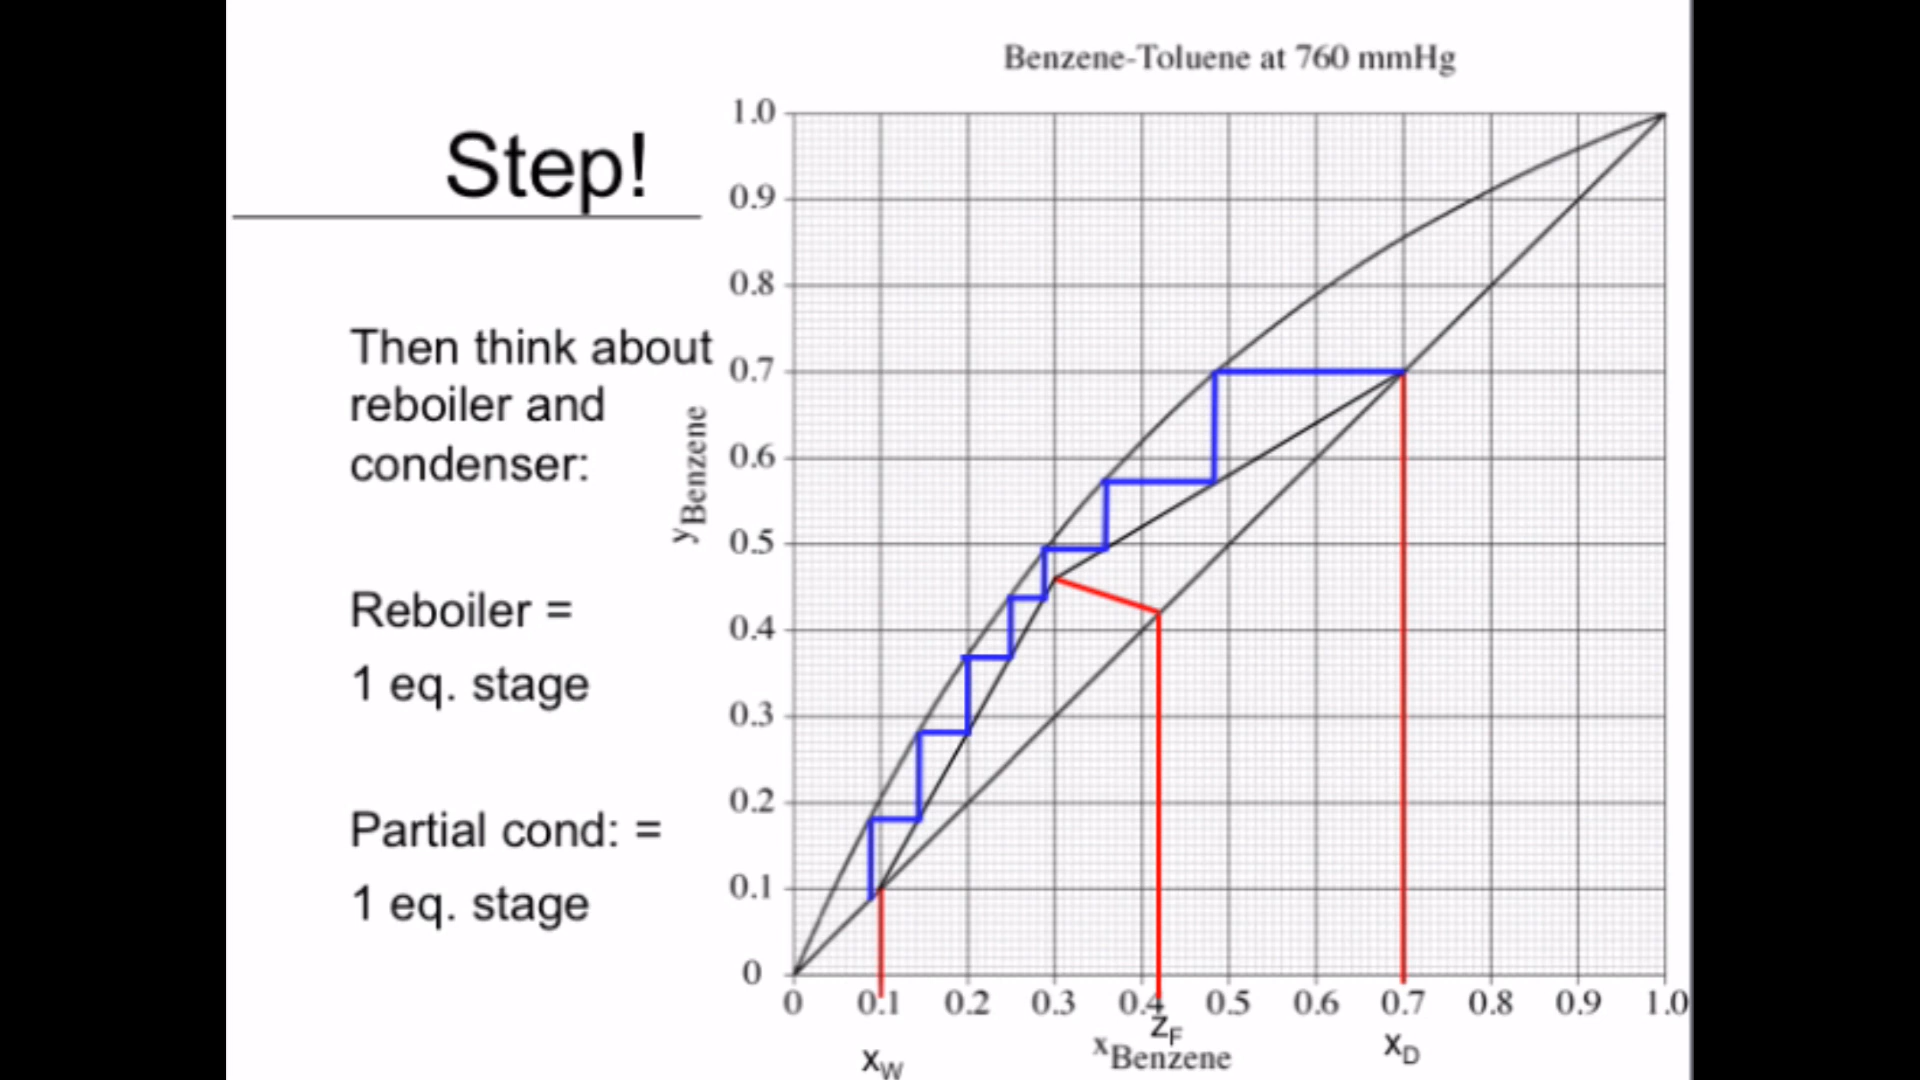 Step!
Then think about
reboiler and
condenser:
Reboiler =
1 eq. stage
Partial cond: =
1 eq. stage
Benzene-Toluene at 760 mmHg
1.0
0.9
0.8
0.7
0.6
0.5
0.4
0.3
0.2
0.1
0
yBenzene
0 0.1 0.2 0.3 0.4 0.5 0.6 0.7 0.8 0.9 1.0
zF
xBenzene
xW
xD